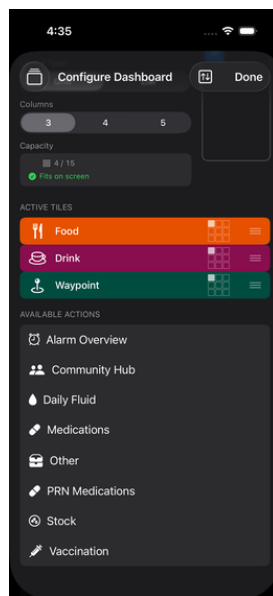 4:35
Configure Dashboard
Done
Columns
3 4 5
Capacity
4 / 15
Fits on screen
ACTIVE TILES
Food
Drink
Waypoint
AVAILABLE ACTIONS
Alarm Overview
Community Hub
Daily Fluid
Medications
Other
PRN Medications
Stock
Vaccination